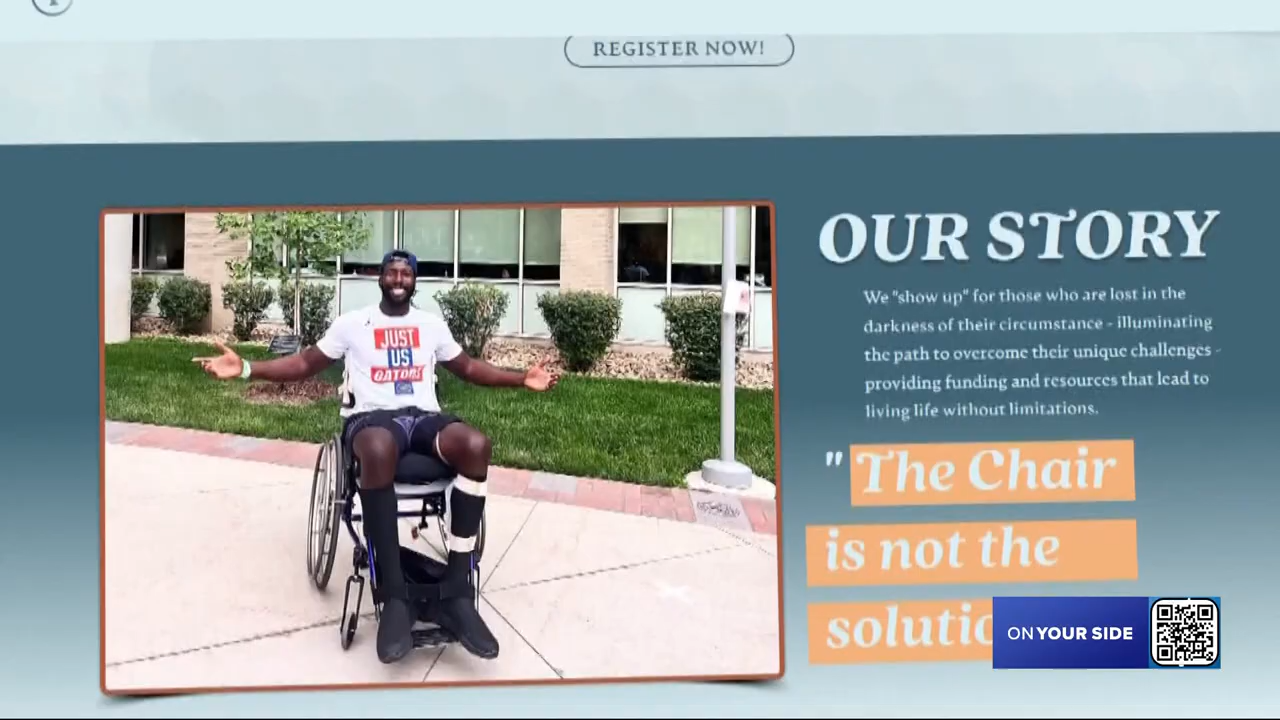 REGISTER NOW!
JUST
US
GATORS
OUR STORY
We "show up" for those who are lost in the
darkness of their circumstance - illuminating
the path to overcome their unique challenges -
providing funding and resources that lead to
living life without limitations.
" The Chair
is not the
ON YOUR SIDE